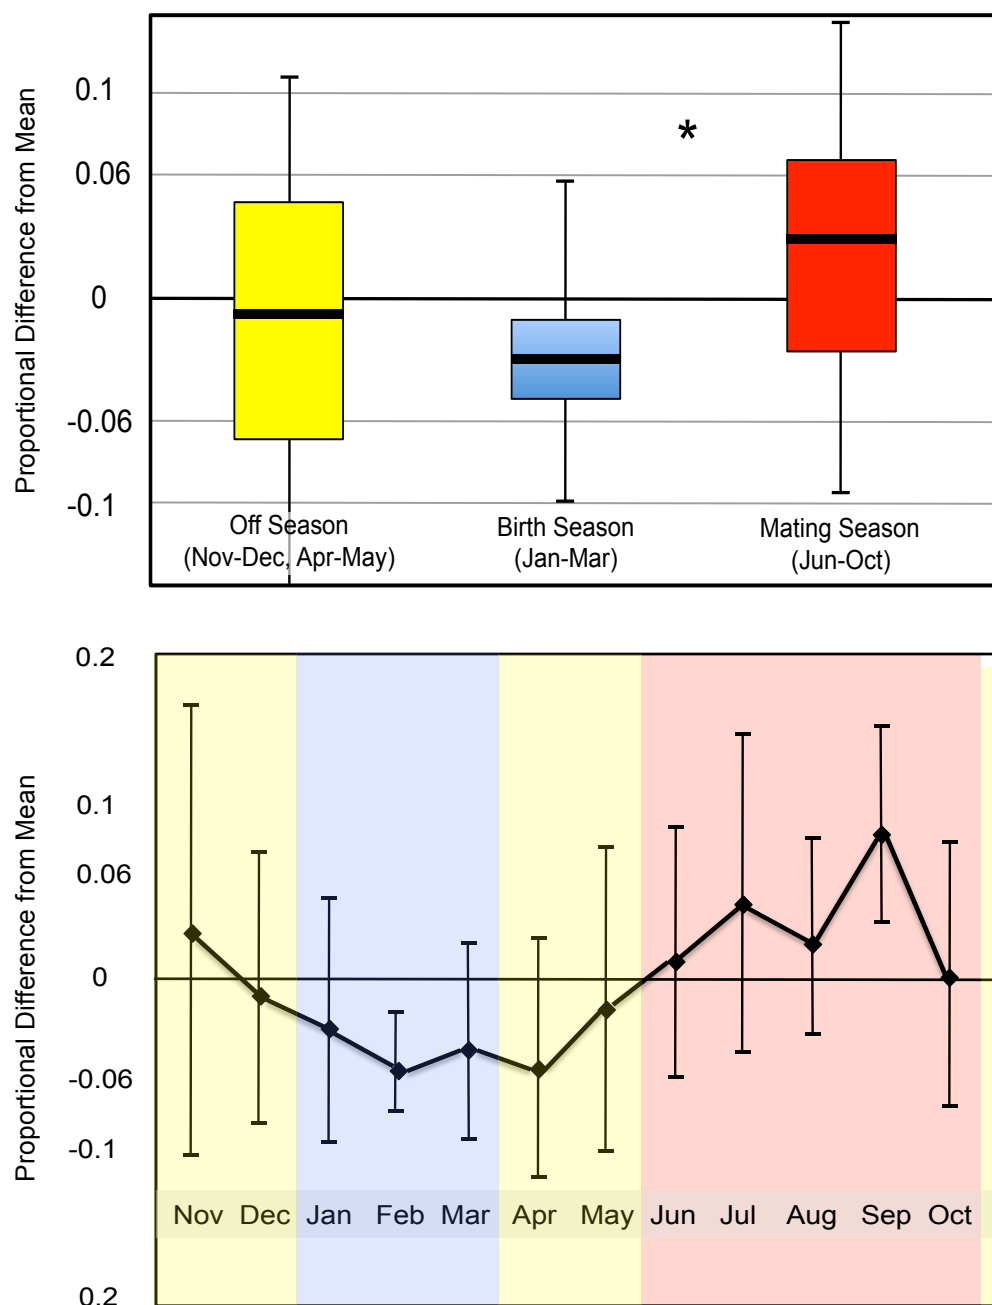 Proportional Difference from Mean
0.1
0.06
0
-0.06
-0.1
*
Off Season
(Nov-Dec, Apr-May)
Birth Season
(Jan-Mar)
Mating Season
(Jun-Oct)
Proportional Difference from Mean
0.2
0.1
0.06
0
-0.06
-0.1
0.2
Nov Dec Jan Feb Mar Apr May Jun Jul Aug Sep Oct